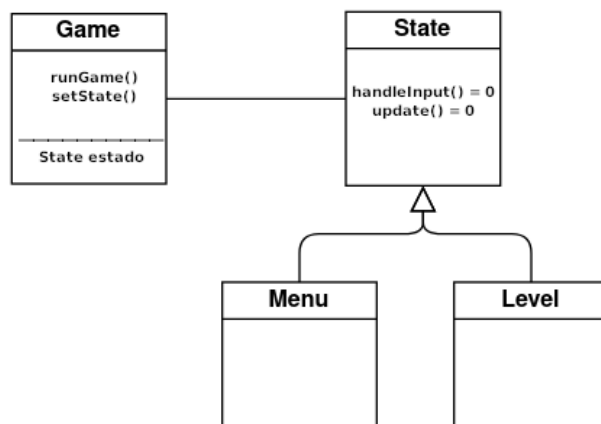 Game
runGame()
setState()
State estado
State
handleInput() = 0
update() = 0
Menu
Level